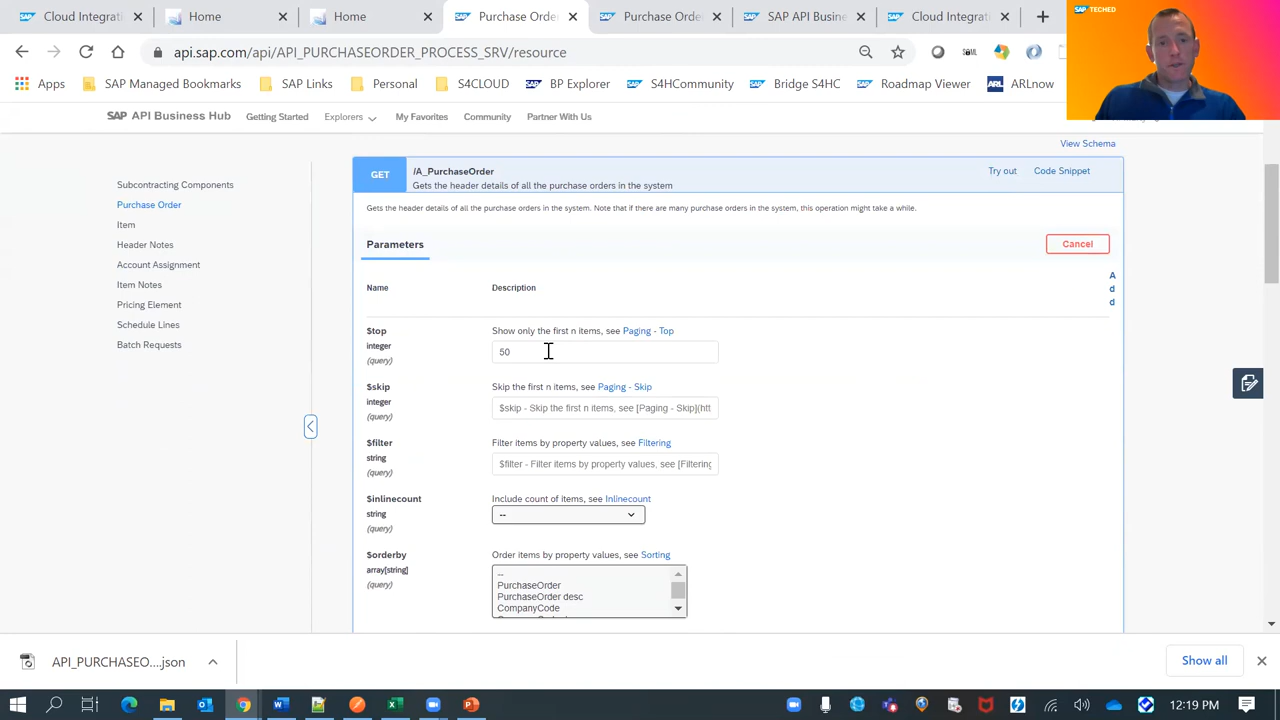 Cloud Integrati
Home
Home
Purchase Orde
Purchase Orde
SAP API Busine
Cloud Integrati
SAP TECHED
api.sap.com/api/API_PURCHASEORDER_PROCESS_SRV/resource
Apps
SAP Managed Bookmarks
SAP Links
Personal
S4CLOUD
BP Explorer
S4HCommunity
Bridge S4HC
Roadmap Viewer
ARL ARLnow
SAP API Business Hub
Getting Started
Explorers
My Favorites
Community
Partner With Us
View Schema
Subcontracting Components
Purchase Order
Item
Header Notes
Account Assignment
Item Notes
Pricing Element
Schedule Lines
Batch Requests
GET
/A_PurchaseOrder
Gets the header details of all the purchase orders in the system
Try out
Code Snippet
Gets the header details of all the purchase orders in the system. Note that if there are many purchase orders in the system, this operation might take a while.
Parameters
Cancel
Name
Description
A
d
d
$top
integer
(query)
Show only the first n items, see Paging - Top
50
$skip
integer
(query)
Skip the first n items, see Paging - Skip
$skip - Skip the first n items, see [Paging - Skip](htt
$filter
string
(query)
Filter items by property values, see Filtering
$filter - Filter items by property values, see [Filtering
$inlinecount
string
(query)
Include count of items, see Inlinecount
--
$orderby
array[string]
(query)
Order items by property values, see Sorting
--
PurchaseOrder
PurchaseOrder desc
CompanyCode
API_PURCHASEO....json
Show all
12:19 PM